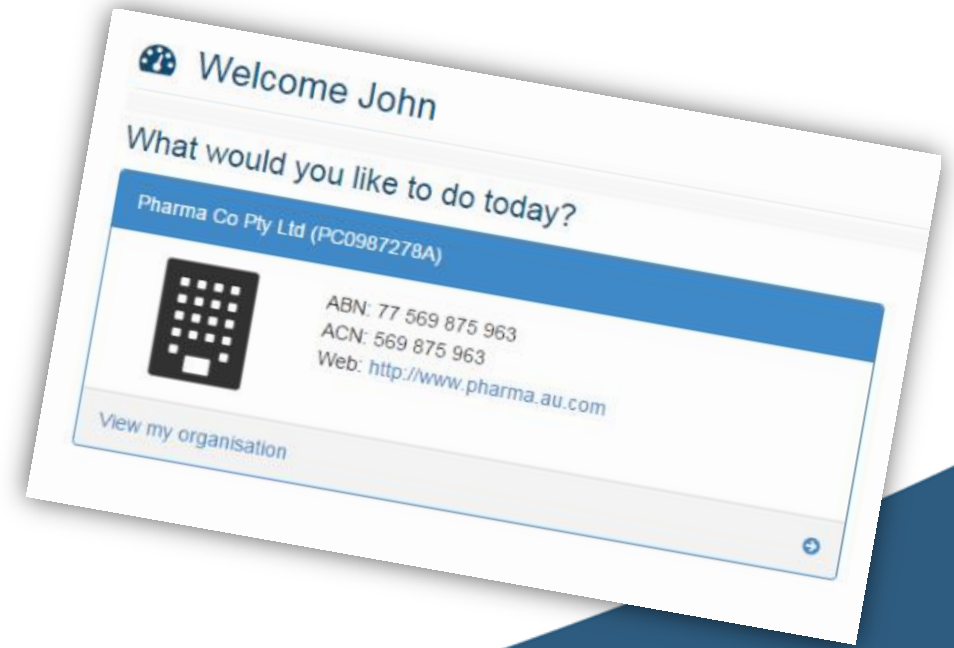 Welcome John
What would you like to do today?
Pharma Co Pty Ltd (PC0987278A)
ABN: 77 569 875 963
ACN: 569 875 963
Web: http://www.pharma.au.com
View my organisation